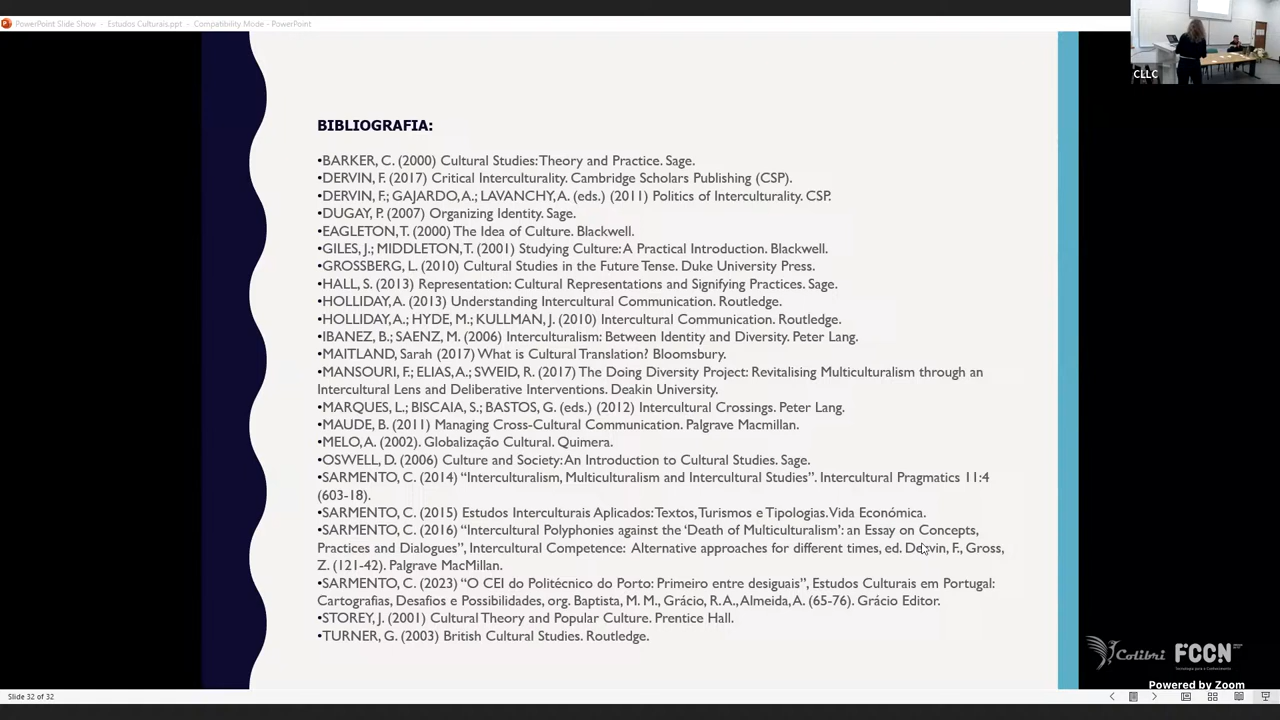 PowerPoint Slide Show - Estudos Culturais.ppt - Compatibility Mode - PowerPoint
CLLC
BIBLIOGRAFIA:
•BARKER, C. (2000) Cultural Studies: Theory and Practice. Sage.
•DERVIN, F. (2017) Critical Interculturality. Cambridge Scholars Publishing (CSP).
•DERVIN, F.; GAJARDO, A.; LAVANCHY, A. (eds.) (2011) Politics of Interculturality. CSP.
•DUGAY, P. (2007) Organizing Identity. Sage.
•EAGLETON, T. (2000) The Idea of Culture. Blackwell.
•GILES, J.; MIDDLETON, T. (2001) Studying Culture: A Practical Introduction. Blackwell.
•GROSSBERG, L. (2010) Cultural Studies in the Future Tense. Duke University Press.
•HALL, S. (2013) Representation: Cultural Representations and Signifying Practices. Sage.
•HOLLIDAY, A. (2013) Understanding Intercultural Communication. Routledge.
•HOLLIDAY, A.; HYDE, M.; KULLMAN, J. (2010) Intercultural Communication. Routledge.
•IBANEZ, B.; SAENZ, M. (2006) Interculturalism: Between Identity and Diversity. Peter Lang.
•MAITLAND, Sarah (2017) What is Cultural Translation? Bloomsbury.
•MANSOURI, F.; ELIAS, A.; SWEID, R. (2017) The Doing Diversity Project: Revitalising Multiculturalism through an
Intercultural Lens and Deliberative Interventions. Deakin University.
•MARQUES, L.; BISCAIA, S.; BASTOS, G. (eds.) (2012) Intercultural Crossings. Peter Lang.
•MAUDE, B. (2011) Managing Cross-Cultural Communication. Palgrave Macmillan.
•MELO, A. (2002). Globalização Cultural. Quimera.
•OSWELL, D. (2006) Culture and Society: An Introduction to Cultural Studies. Sage.
•SARMENTO, C. (2014) “Interculturalism, Multiculturalism and Intercultural Studies”. Intercultural Pragmatics 11:4
(603-18).
•SARMENTO, C. (2015) Estudos Interculturais Aplicados: Textos, Turismos e Tipologias. Vida Económica.
•SARMENTO, C. (2016) “Intercultural Polyphonies against the ‘Death of Multiculturalism’: an Essay on Concepts,
Practices and Dialogues”, Intercultural Competence: Alternative approaches for different times, ed. Dervin, F., Gross,
Z. (121-42). Palgrave MacMillan.
•SARMENTO, C. (2023) “O CEI do Politécnico do Porto: Primeiro entre desiguais”, Estudos Culturais em Portugal:
Cartografias, Desafios e Possibilidades, org. Baptista, M. M., Grácio, R. A., Almeida, A. (65-76). Grácio Editor.
•STOREY, J. (2001) Cultural Theory and Popular Culture. Prentice Hall.
•TURNER, G. (2003) British Cultural Studies. Routledge.
Colibri FCCN
Powered by Zoom
Slide 32 of 32